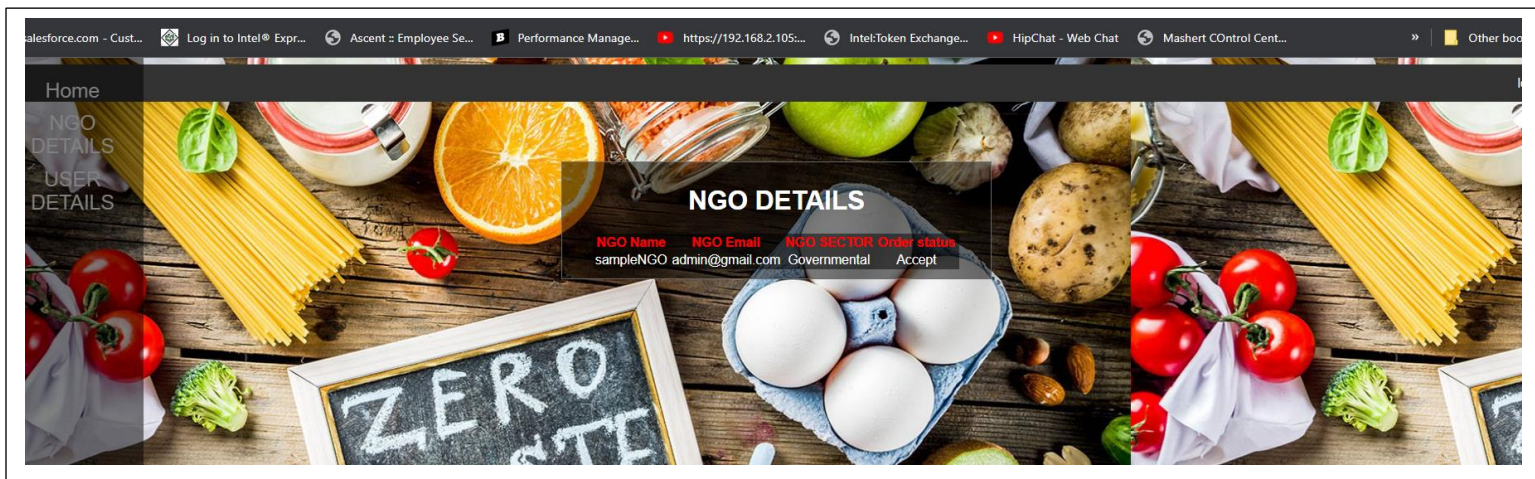 alesforce.com - Cust... Log in to Intel® Expr... Ascent :: Employee Se... Performance Manage... https://192.168.2.105:... Intel:Token Exchange... HipChat - Web Chat Mashert COntrol Cent... » Other boo
Home
NGO
DETAILS
USER
DETAILS
NGO DETAILS
NGO Name NGO Email NGO SECTOR Order status
sampleNGO admin@gmail.com Governmental Accept
ZERO